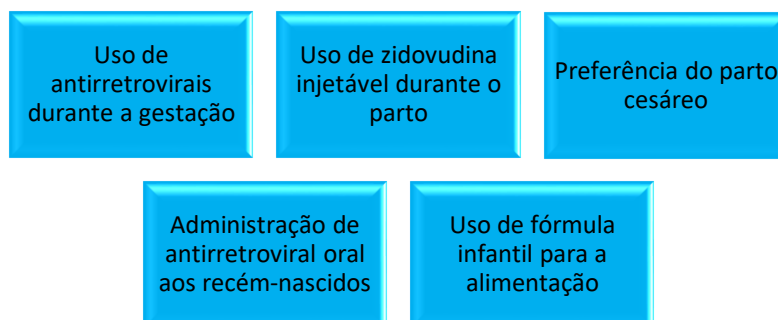 Uso de
antirretrovirais
durante a gestação
Uso de zidovudina
injetável durante o
parto
Preferência do parto
cesáreo
Administração de
antirretroviral oral
aos recém-nascidos
Uso de fórmula
infantil para a
alimentação